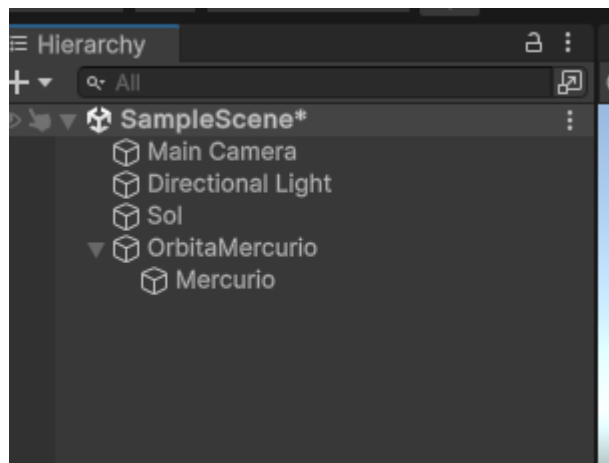 Hierarchy
All
SampleScene*
Main Camera
Directional Light
Sol
OrbitaMercurio
Mercurio